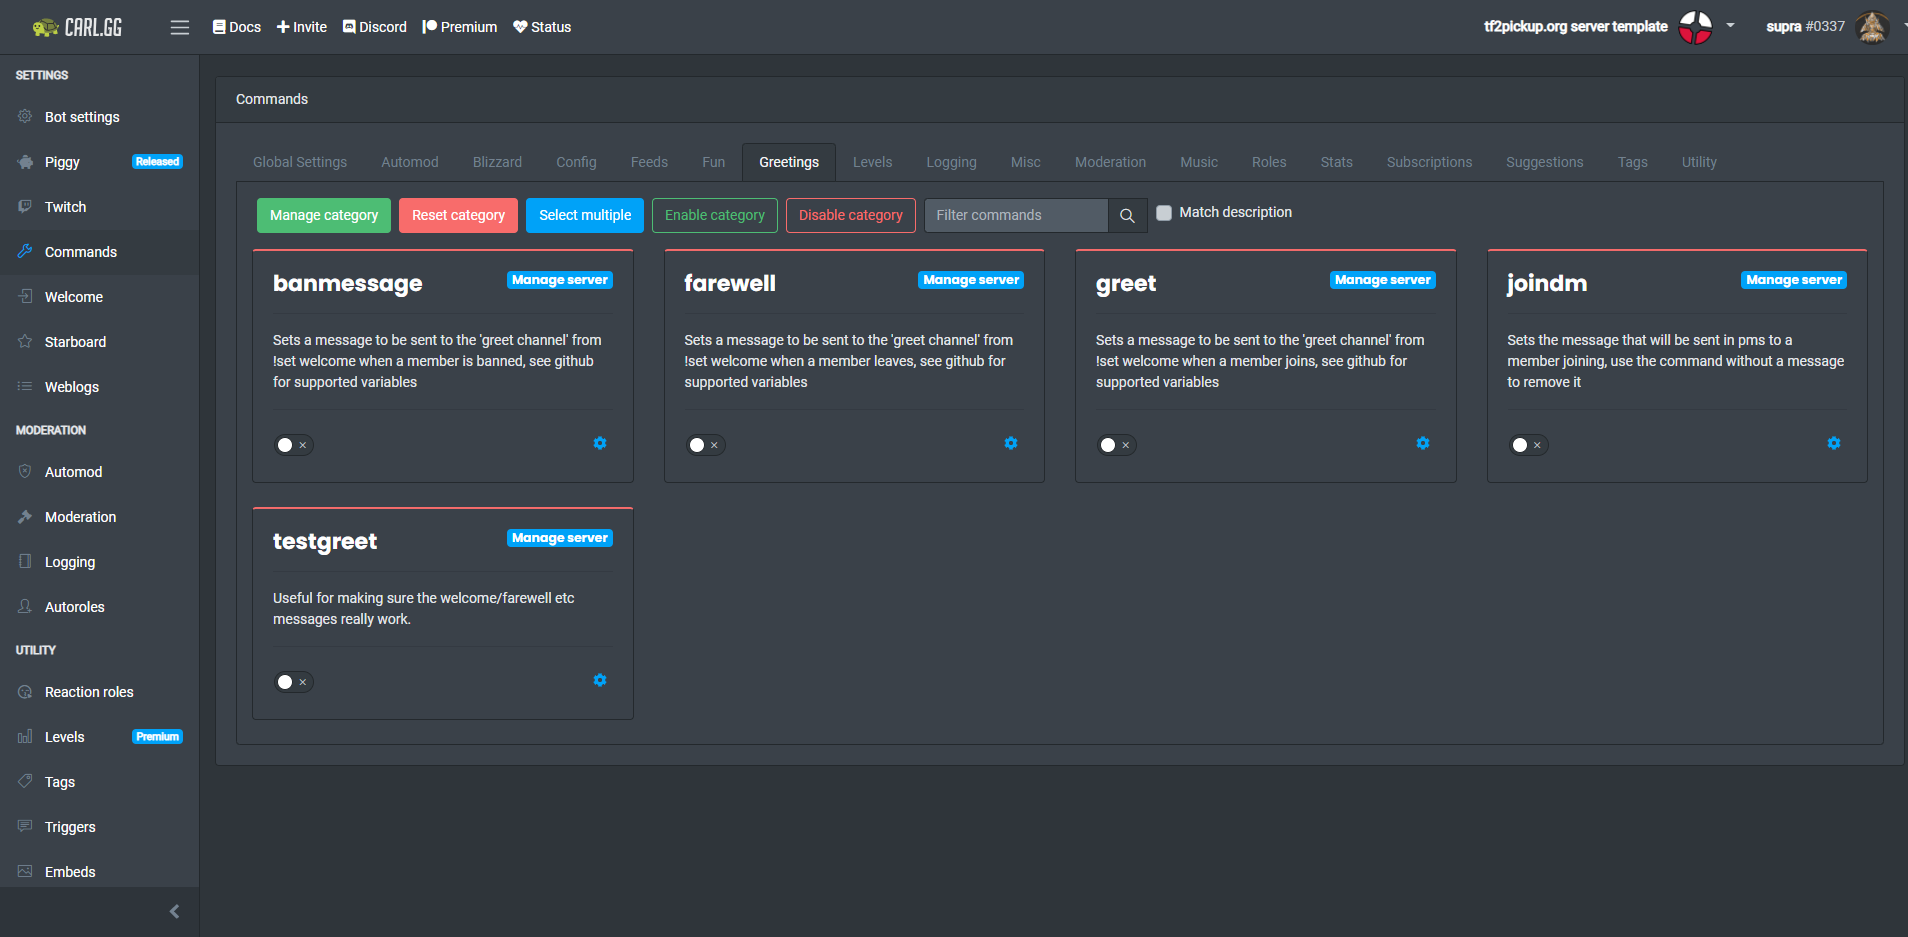 CARL.GG
Docs
Invite
Discord
Premium
Status
tf2pickup.org server template
supra #0337
SETTINGS
Bot settings
Piggy
Released
Twitch
Commands
Welcome
Starboard
Weblogs
MODERATION
Automod
Moderation
Logging
Autoroles
UTILITY
Reaction roles
Levels
Premium
Tags
Triggers
Embeds
Commands
Global Settings
Automod
Blizzard
Config
Feeds
Fun
Greetings
Levels
Logging
Misc
Moderation
Music
Roles
Stats
Subscriptions
Suggestions
Tags
Utility
Manage category
Reset category
Select multiple
Enable category
Disable category
Filter commands
Match description
banmessage
Manage server
Sets a message to be sent to the 'greet channel' from
!set welcome when a member is banned, see github
for supported variables
farewell
Manage server
Sets a message to be sent to the 'greet channel' from
!set welcome when a member leaves, see github for
supported variables
greet
Manage server
Sets a message to be sent to the 'greet channel' from
!set welcome when a member joins, see github for
supported variables
joindm
Manage server
Sets the message that will be sent in pms to a
member joining, use the command without a message
to remove it
testgreet
Manage server
Useful for making sure the welcome/farewell etc
messages really work.